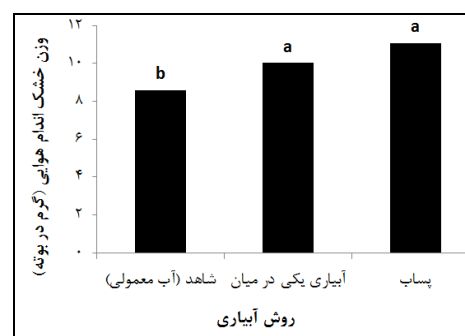 وزن خشک اندام هوایی (گرم در بوته)
۱۲
۱۰
۸
۶
۴
۲
۰
b
a
a
شاهد (آب معمولی)
آبیاری یکی در میان
پساب
روش آبیاری